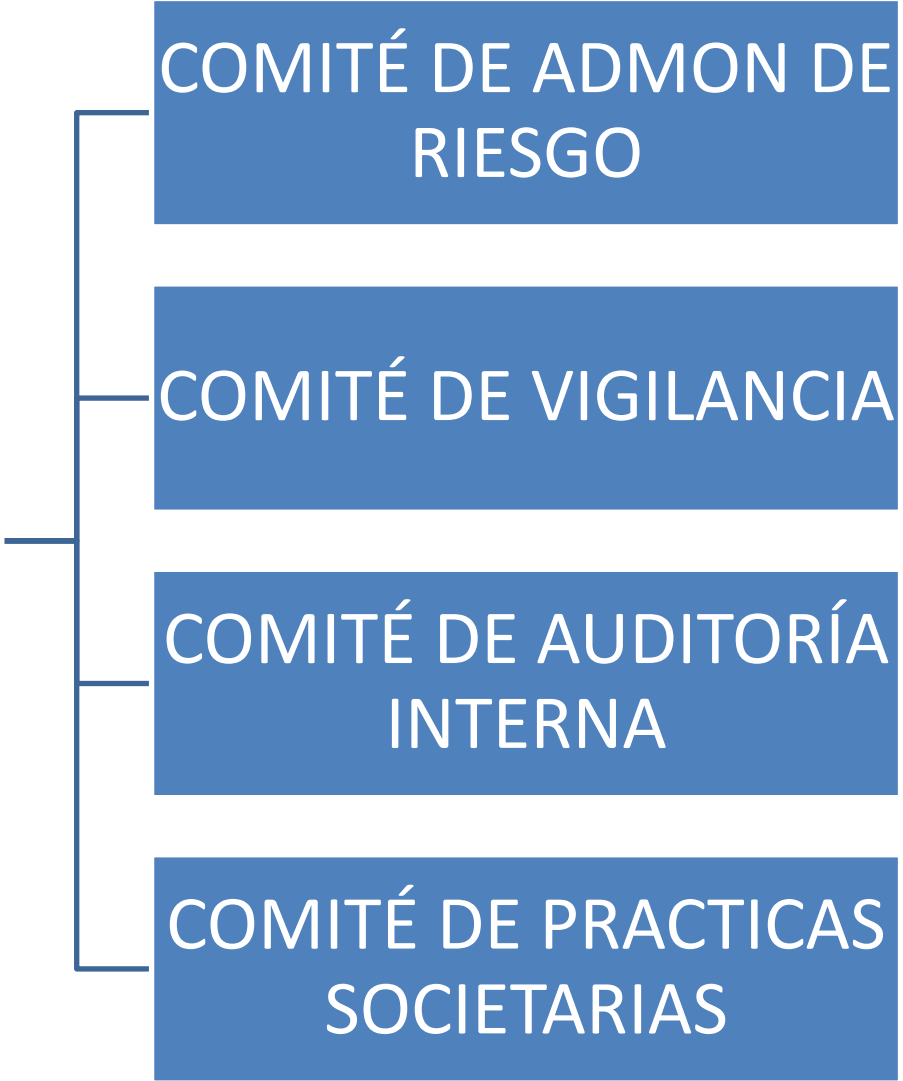 COMITÉ DE ADMON DE
RIESGO
COMITÉ DE VIGILANCIA
COMITÉ DE AUDITORÍA
INTERNA
COMITÉ DE PRACTICAS
SOCIETARIAS